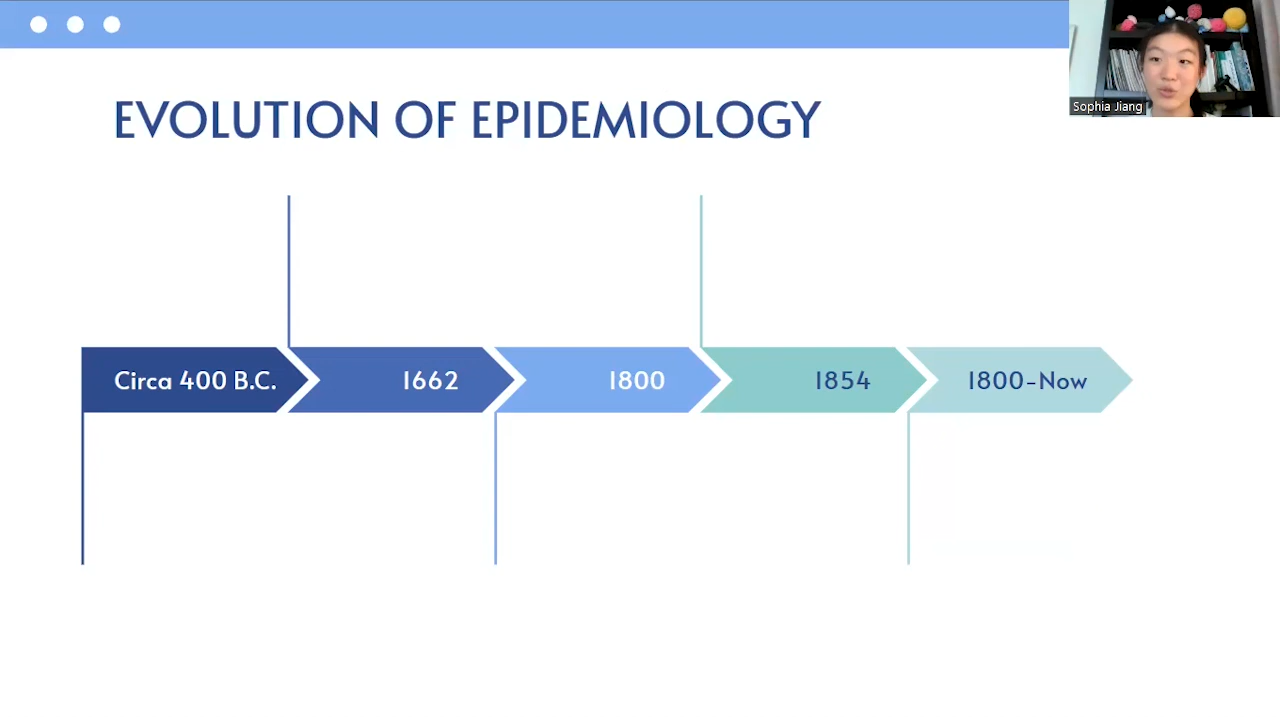 Sophia Jiang
EVOLUTION OF EPIDEMIOLOGY
Circa 400 B.C.
1662
1800
1854
1800-Now